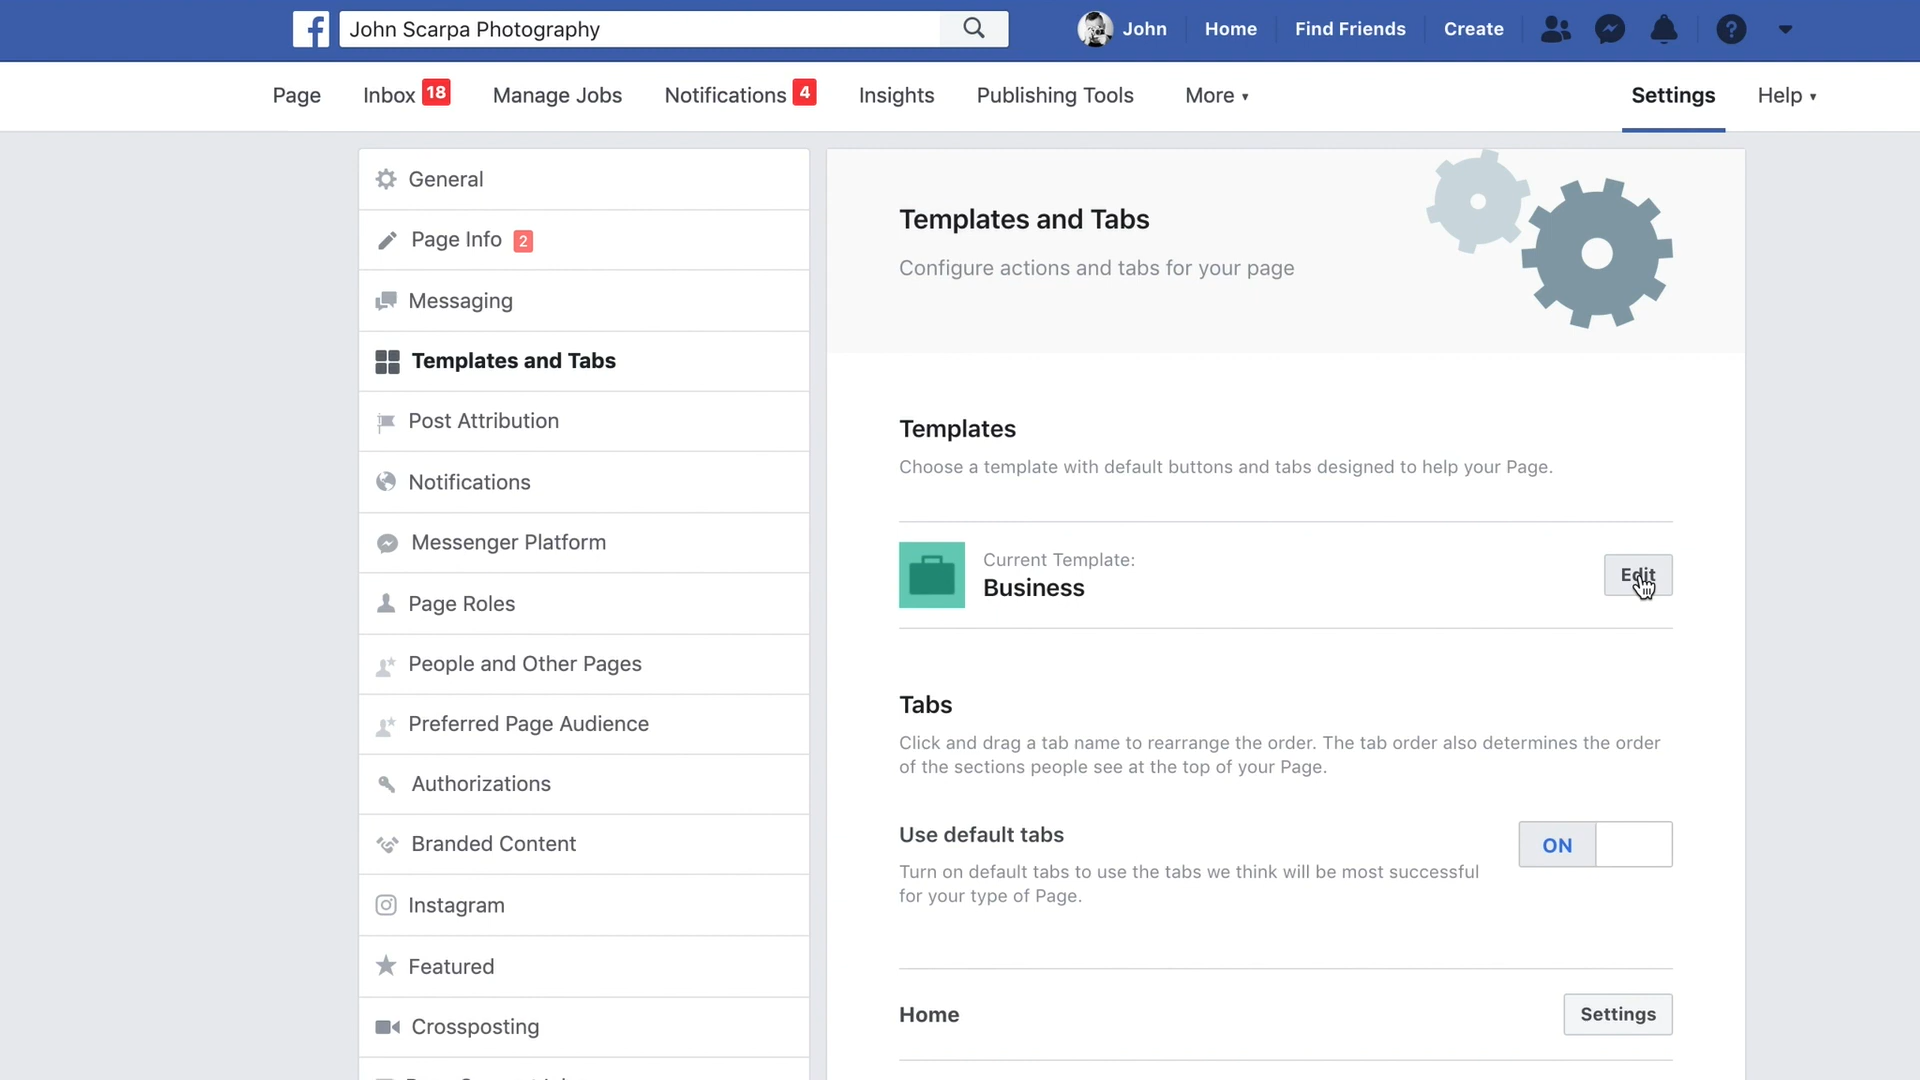 John Scarpa Photography
John
Home
Find Friends
Create
Page
Inbox 18
Manage Jobs
Notifications 4
Insights
Publishing Tools
More
Settings
Help
General
Page Info 2
Messaging
Templates and Tabs
Post Attribution
Notifications
Messenger Platform
Page Roles
People and Other Pages
Preferred Page Audience
Authorizations
Branded Content
Instagram
Featured
Crossposting
Templates and Tabs
Configure actions and tabs for your page
Templates
Choose a template with default buttons and tabs designed to help your Page.
Current Template:
Business
Edit
Tabs
Click and drag a tab name to rearrange the order. The tab order also determines the order
of the sections people see at the top of your Page.
Use default tabs
ON
Turn on default tabs to use the tabs we think will be most successful
for your type of Page.
Home
Settings